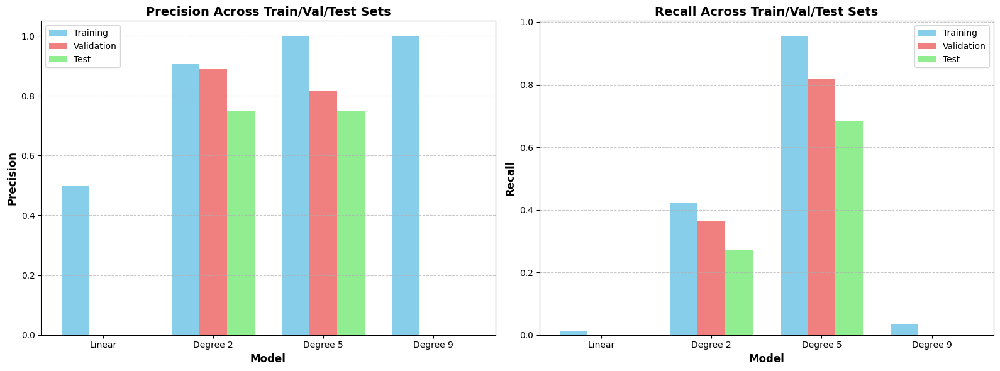 Precision Across Train/Val/Test Sets
Training
Validation
Test
1.0
0.8
0.6
0.4
0.2
0.0
Precision
Linear
Degree 2
Degree 5
Degree 9
Model
Recall Across Train/Val/Test Sets
Training
Validation
Test
1.0
0.8
0.6
0.4
0.2
0.0
Recall
Linear
Degree 2
Degree 5
Degree 9
Model